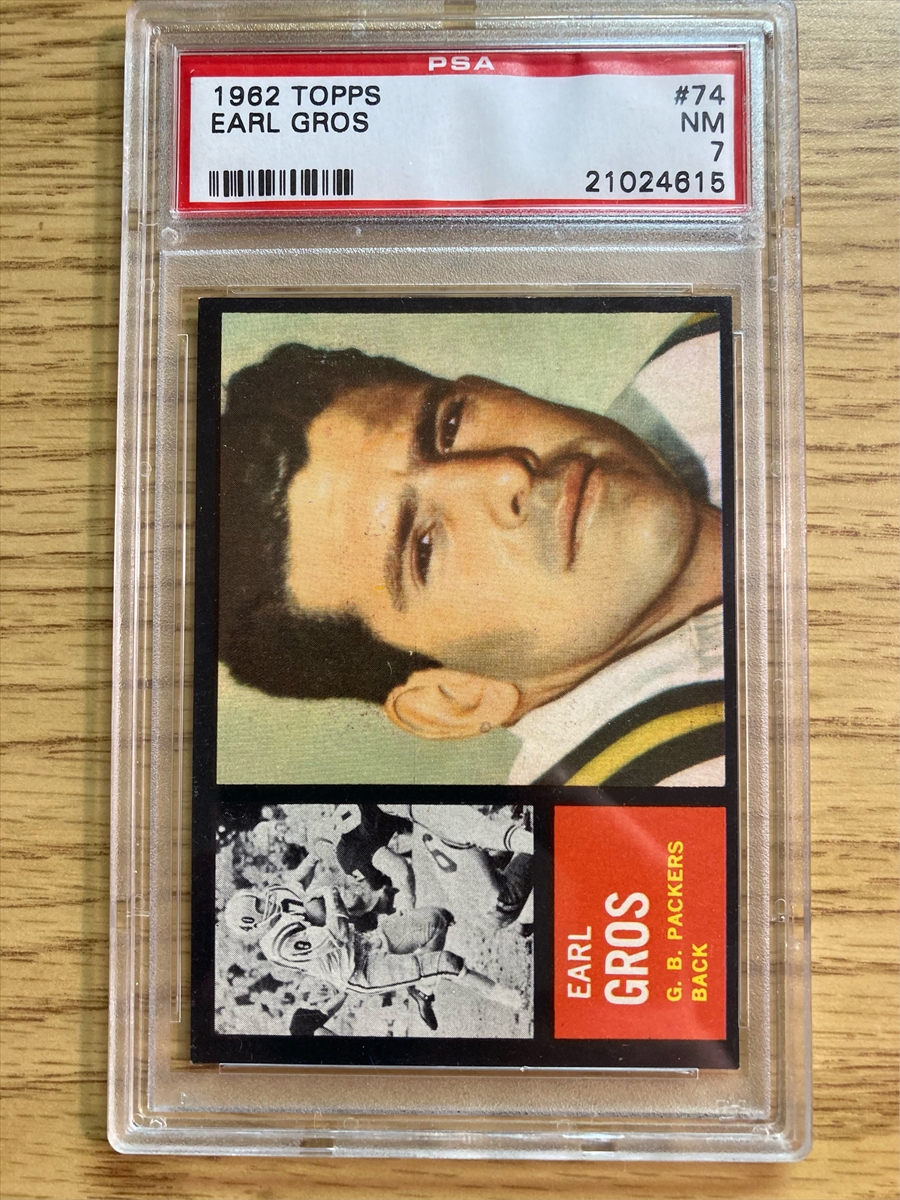 PSA
1962 TOPPS #74
EARL GROS NM
7
21024615
EARL
GROS
G. B. PACKERS
BACK